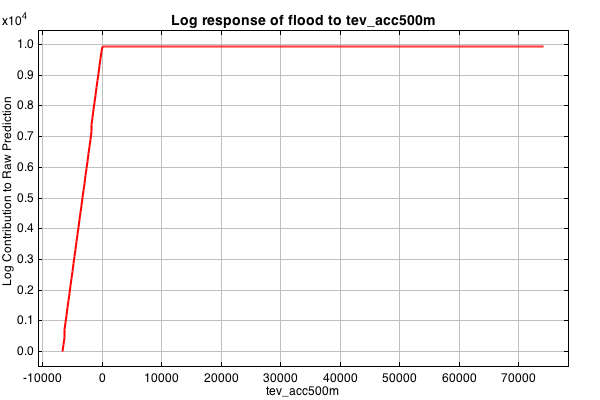 Log response of flood to tev_acc500m
x10⁴
Log Contribution to Raw Prediction
1.0
0.9
0.8
0.7
0.6
0.5
0.4
0.3
0.2
0.1
0.0
-10000 0 10000 20000 30000 40000 50000 60000 70000
tev_acc500m